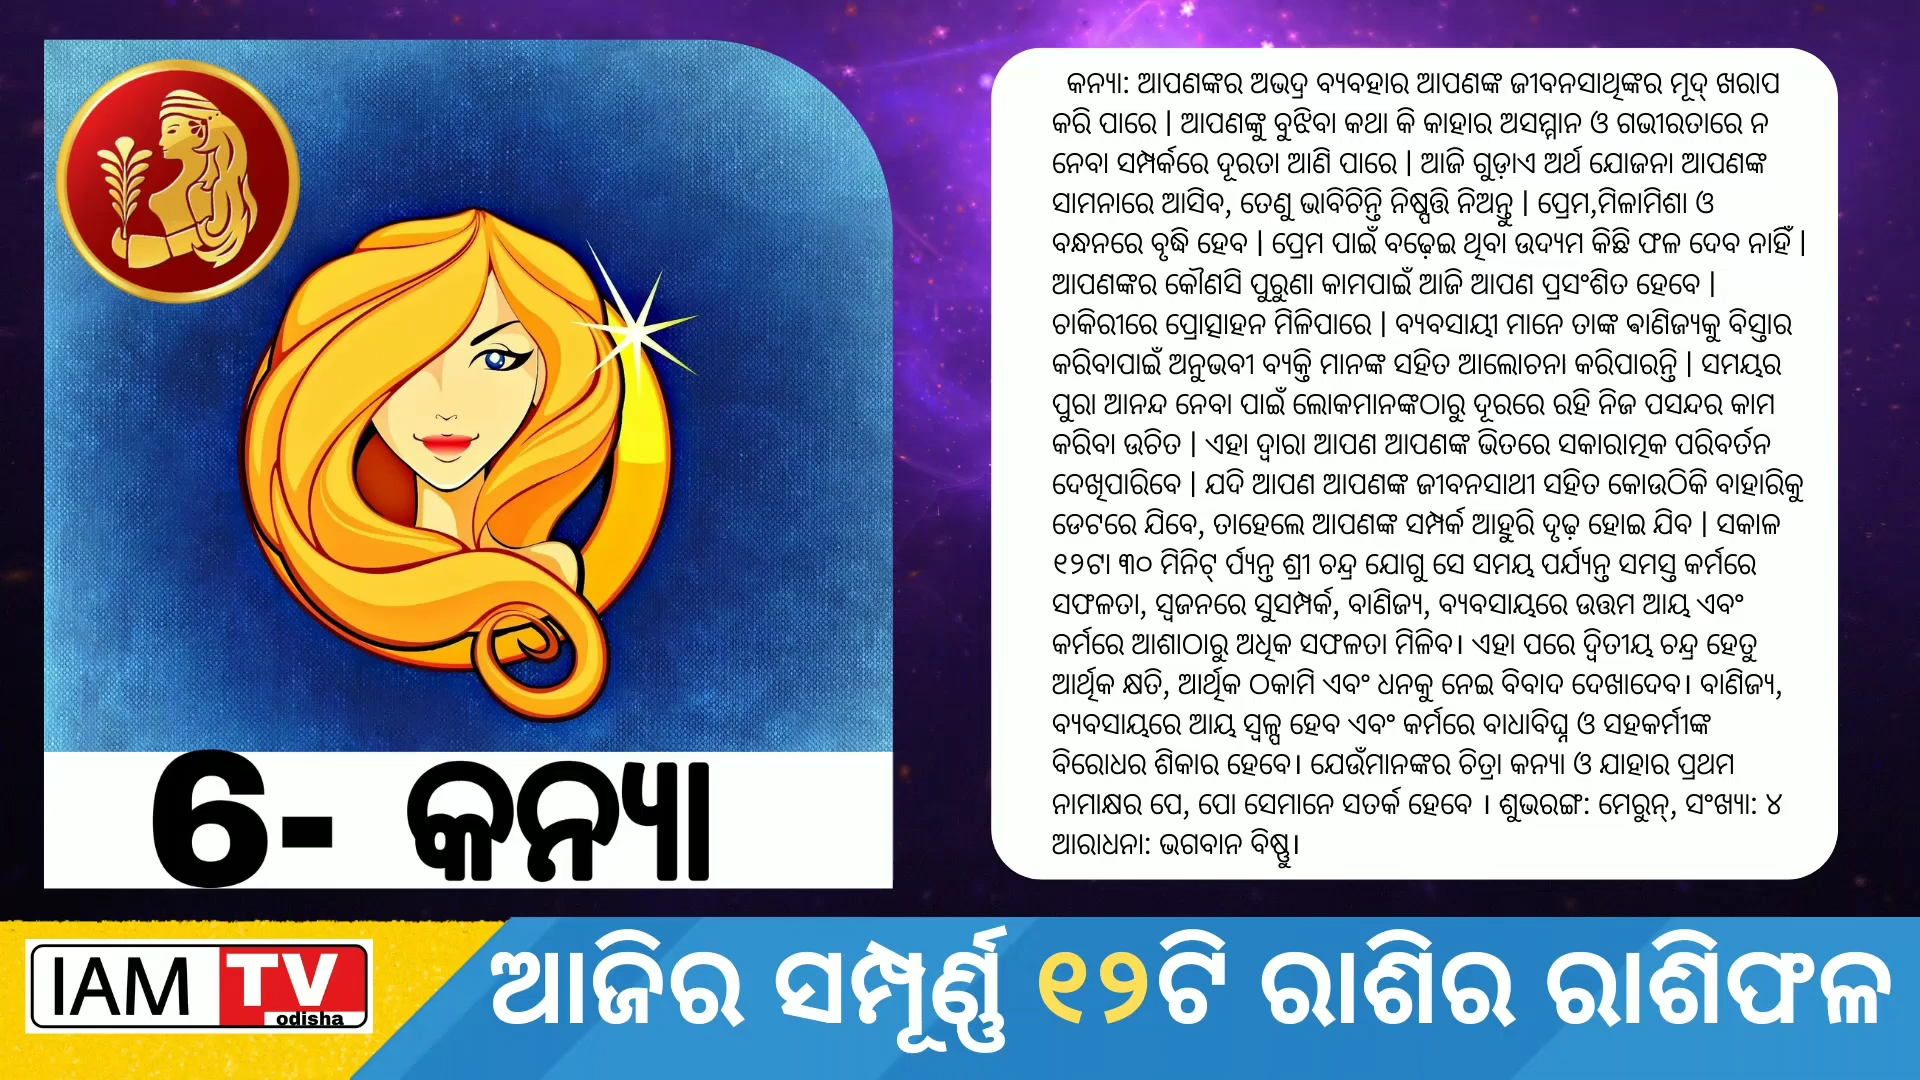 କନ୍ୟା: ଆପଣଙ୍କର ଅଭଦ୍ର ବ୍ୟବହାର ଆପଣଙ୍କ ଜୀବନସାଥିଙ୍କର ମୂଦ୍ ଖରାପ
କରି ପାରେ | ଆପଣଙ୍କୁ ବୁଝିବା କଥା କି କାହାର ଅସମ୍ମାନ ଓ ଗଭୀରତାରେ ନ
ନେବା ସମ୍ପର୍କରେ ଦୂରତା ଆଣି ପାରେ | ଆଜି ଗୁଡ଼ାଏ ଅର୍ଥ ଯୋଜନା ଆପଣଙ୍କ
ସାମନାରେ ଆସିବ, ତେଣୁ ଭାବିଚିନ୍ତି ନିଷ୍ପତ୍ତି ନିଅନ୍ତୁ | ପ୍ରେମ,ମିଳାମିଶା ଓ
ବନ୍ଧନରେ ବୃଦ୍ଧି ହେବ | ପ୍ରେମ ପାଇଁ ବଢ଼େଇ ଥିବା ଉଦ୍ୟମ କିଛି ଫଳ ଦେବ ନାହିଁ |
ଆପଣଙ୍କର କୌଣସି ପୁରୁଣା କାମପାଇଁ ଆଜି ଆପଣ ପ୍ରସଂଶିତ ହେବେ |
ଚାକିରୀରେ ପ୍ରୋତ୍ସାହନ ମିଳିପାରେ | ବ୍ୟବସାୟୀ ମାନେ ତାଙ୍କ ଵାଣିଜ୍ୟକୁ ବିସ୍ତାର
କରିବାପାଇଁ ଅନୁଭବୀ ବ୍ୟକ୍ତି ମାନଙ୍କ ସହିତ ଆଲୋଚନା କରିପାରନ୍ତି | ସମୟର
ପୁରା ଆନନ୍ଦ ନେବା ପାଇଁ ଲୋକମାନଙ୍କଠାରୁ ଦୂରରେ ରହି ନିଜ ପସନ୍ଦର କାମ
କରିବା ଉଚିତ | ଏହା ଦ୍ୱାରା ଆପଣ ଆପଣଙ୍କ ଭିତରେ ସକାରାତ୍ମକ ପରିବର୍ତନ
ଦେଖିପାରିବେ | ଯଦି ଆପଣ ଆପଣଙ୍କ ଜୀବନସାଥୀ ସହିତ କୋଉଠିକି ବାହାରିକୁ
ଡେଟରେ ଯିବେ, ତାହେଲେ ଆପଣଙ୍କ ସମ୍ପର୍କ ଆହୁରି ଦୃଢ଼ ହୋଇ ଯିବ | ସକାଳ
୧୨ଟା ୩୦ ମିନିଟ୍ ର୍ପ୍ୟନ୍ତ ଶ୍ରୀ ଚନ୍ଦ୍ର ଯୋଗୁ ସେ ସମୟ ପର୍ଯ୍ୟନ୍ତ ସମସ୍ତ କର୍ମରେ
ସଫଳତା, ସ୍ୱଜନରେ ସୁସମ୍ପର୍କ, ବାଣିଜ୍ୟ, ବ୍ୟବସାୟରେ ଉତ୍ତମ ଆୟ ଏବଂ
କର୍ମରେ ଆଶାଠାରୁ ଅଧିକ ସଫଳତା ମିଳିବ। ଏହା ପରେ ଦ୍ୱିତୀୟ ଚନ୍ଦ୍ର ହେତୁ
ଆର୍ଥିକ କ୍ଷତି, ଆର୍ଥିକ ଠକାମି ଏବଂ ଧନକୁ ନେଇ ବିବାଦ ଦେଖାଦେବ। ବାଣିଜ୍ୟ,
ବ୍ୟବସାୟରେ ଆୟ ସ୍ୱଳ୍ପ ହେବ ଏବଂ କର୍ମରେ ବାଧାବିଘ୍ନ ଓ ସହକର୍ମୀଙ୍କ
ବିରୋଧର ଶିକାର ହେବେ। ଯେଉଁମାନଙ୍କର ଚିତ୍ରା କନ୍ୟା ଓ ଯାହାର ପ୍ରଥମ
ନାମାକ୍ଷର ପେ, ପୋ ସେମାନେ ସତର୍କ ହେବେ । ଶୁଭରଙ୍ଗ: ମେରୁନ୍, ସଂଖ୍ୟା: ୪
ଆରାଧନା: ଭଗବାନ ବିଷ୍ଣୁ।
6- କନ୍ୟା
IAM TV
odisha
ଆଜିର ସମ୍ପୂର୍ଣ୍ଣ ୧୨ଟି ରାଶିର ରାଶିଫଳ